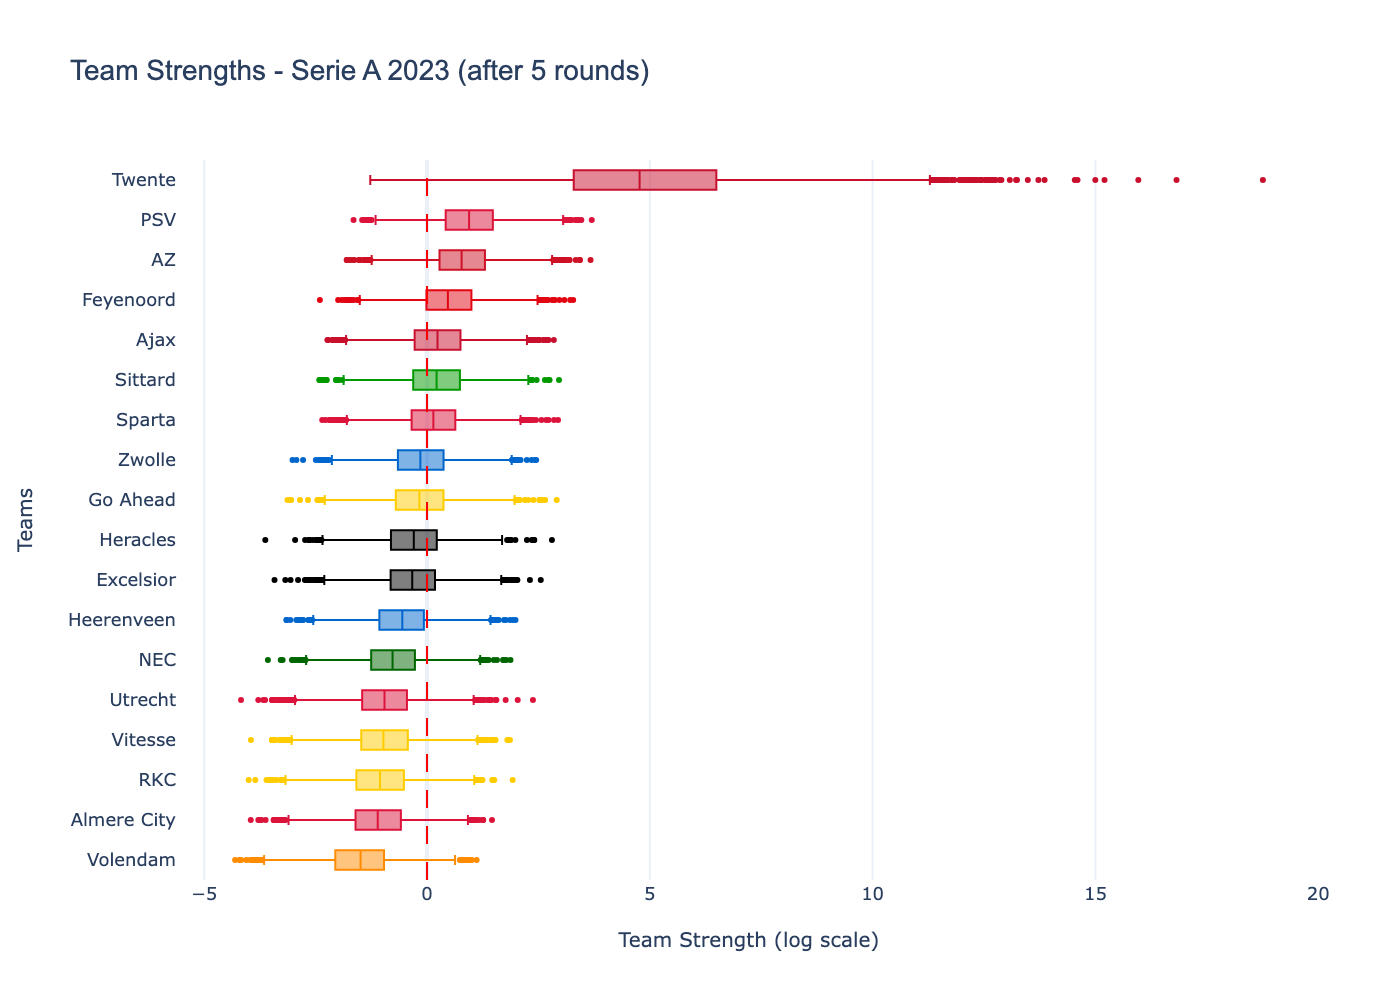 Team Strengths - Serie A 2023 (after 5 rounds)
Twente
PSV
AZ
Feyenoord
Ajax
Sittard
Sparta
Zwolle
Go Ahead
Heracles
Excelsior
Heerenveen
NEC
Utrecht
Vitesse
RKC
Almere City
Volendam
Teams
−5 0 5 10 15 20
Team Strength (log scale)